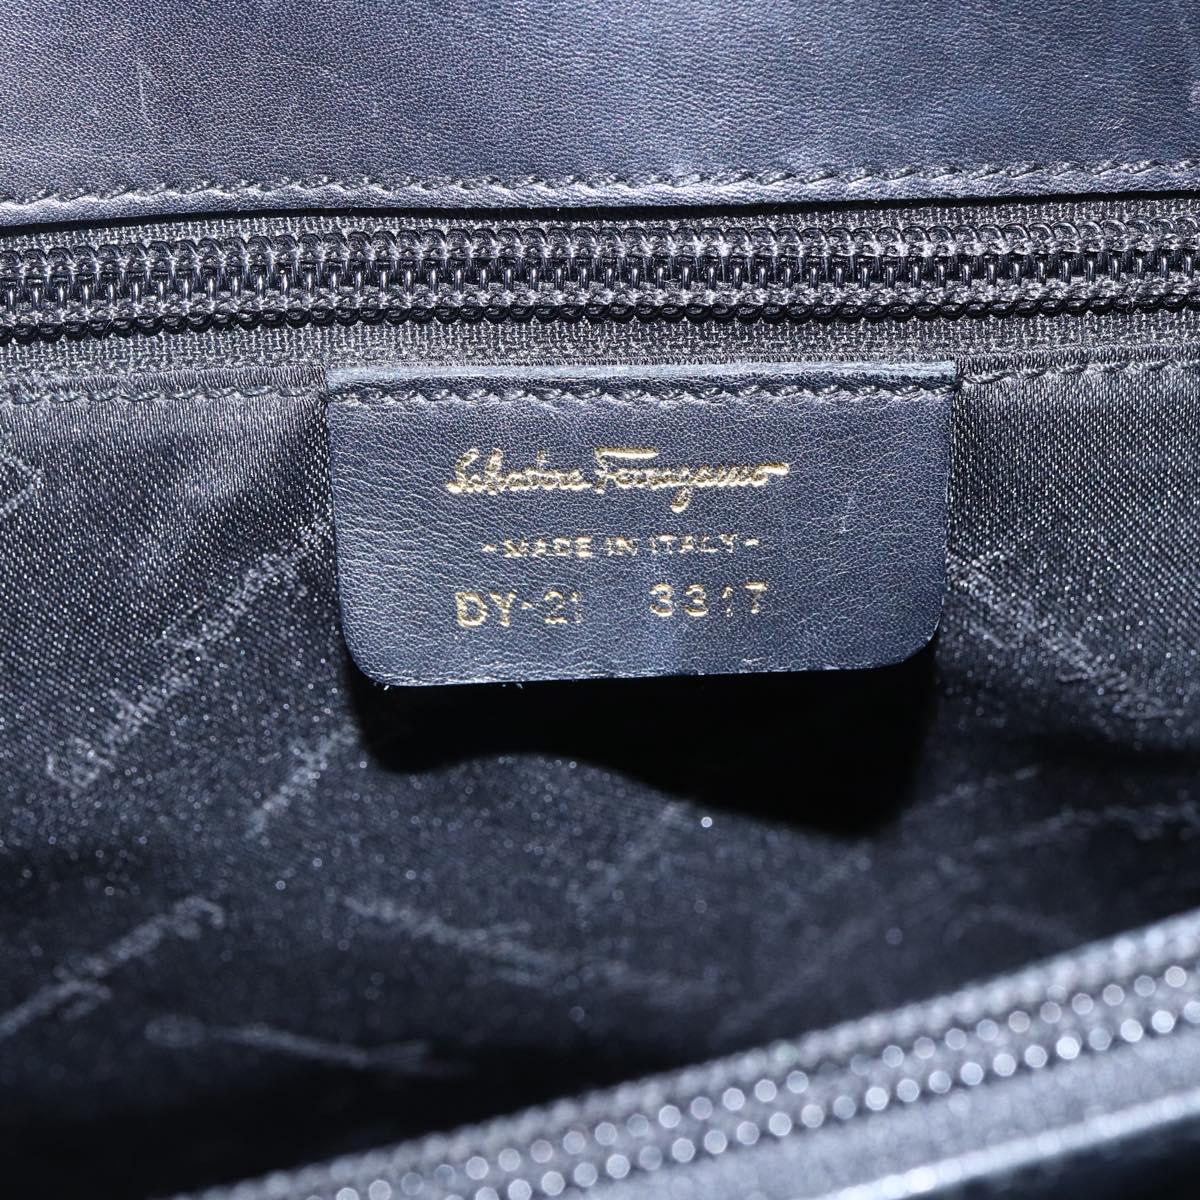 Salvatore Ferragamo
-MADE IN ITALY-
DY-21 3317